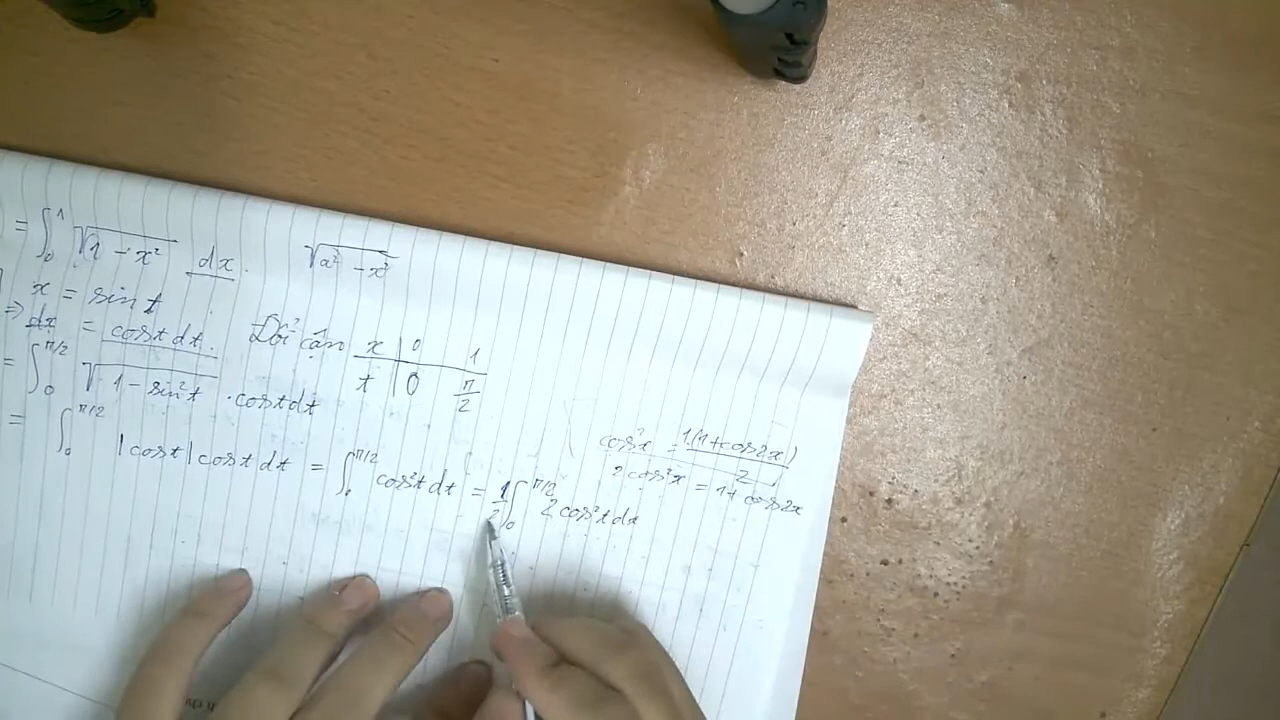 = ∫₀¹ √(1 - x²) dx. √(a² - x²)
x = sin t
⇒ dx = cost dt. Đổi cận x | 0 1
t | 0 π/2
= ∫₀^{π/2} √(1 - sin²t) · cost dt
= ∫₀^{π/2} |cost| cost dt = ∫₀^{π/2} cos²t dt = 1/2 ∫₀^{π/2} 2cos²t dx
cos²x = 1.(1+cos2x)/2
2cos²x = 1+ cos2x